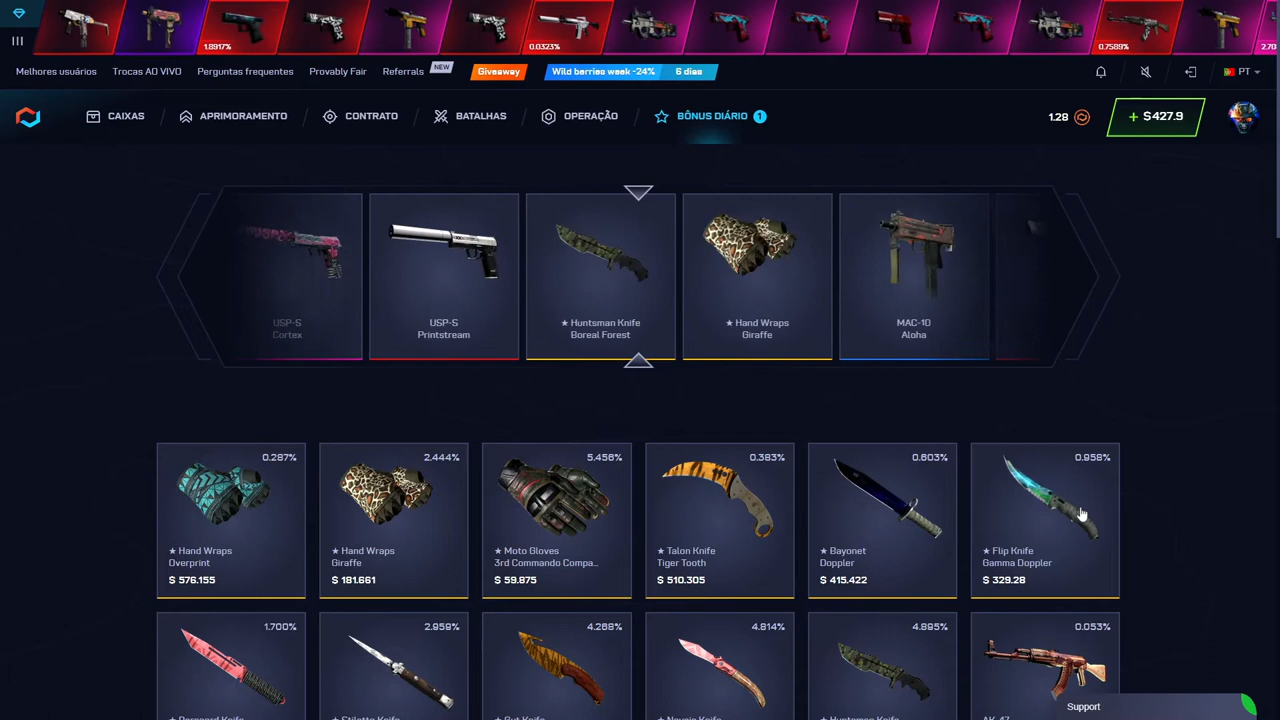 1.8917%
0.0323%
0.7589%
2.70
Melhores usuários
Trocas AO VIVO
Perguntas frequentes
Provably Fair
Referrals
NEW
Giveaway
Wild berries week -24%
6 dias
PT
CAIXAS
APRIMORAMENTO
CONTRATO
BATALHAS
OPERAÇÃO
BÔNUS DIÁRIO
1
1.28
+ $427.9
USP-S
Cortex
USP-S
Printstream
★ Huntsman Knife
Boreal Forest
★ Hand Wraps
Giraffe
MAC-10
Aloha
0.287%
★ Hand Wraps
Overprint
$ 576.155
2.444%
★ Hand Wraps
Giraffe
$ 181.661
5.456%
★ Moto Gloves
3rd Commando Compa...
$ 59.875
0.383%
★ Talon Knife
Tiger Tooth
$ 510.305
0.603%
★ Bayonet
Doppler
$ 415.422
0.958%
★ Flip Knife
Gamma Doppler
$ 329.28
1.700%
2.959%
4.268%
4.814%
4.895%
0.053%
Support